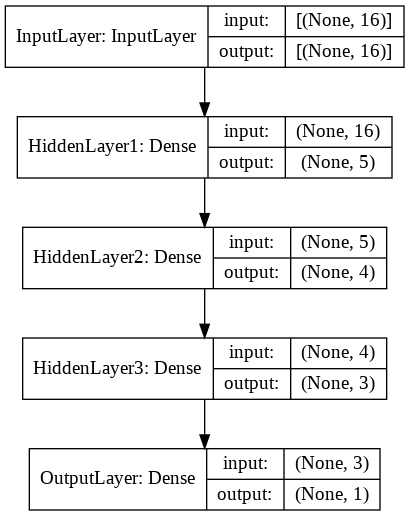 InputLayer: InputLayer
input: [(None, 16)]
output: [(None, 16)]
HiddenLayer1: Dense
input: (None, 16)
output: (None, 5)
HiddenLayer2: Dense
input: (None, 5)
output: (None, 4)
HiddenLayer3: Dense
input: (None, 4)
output: (None, 3)
OutputLayer: Dense
input: (None, 3)
output: (None, 1)